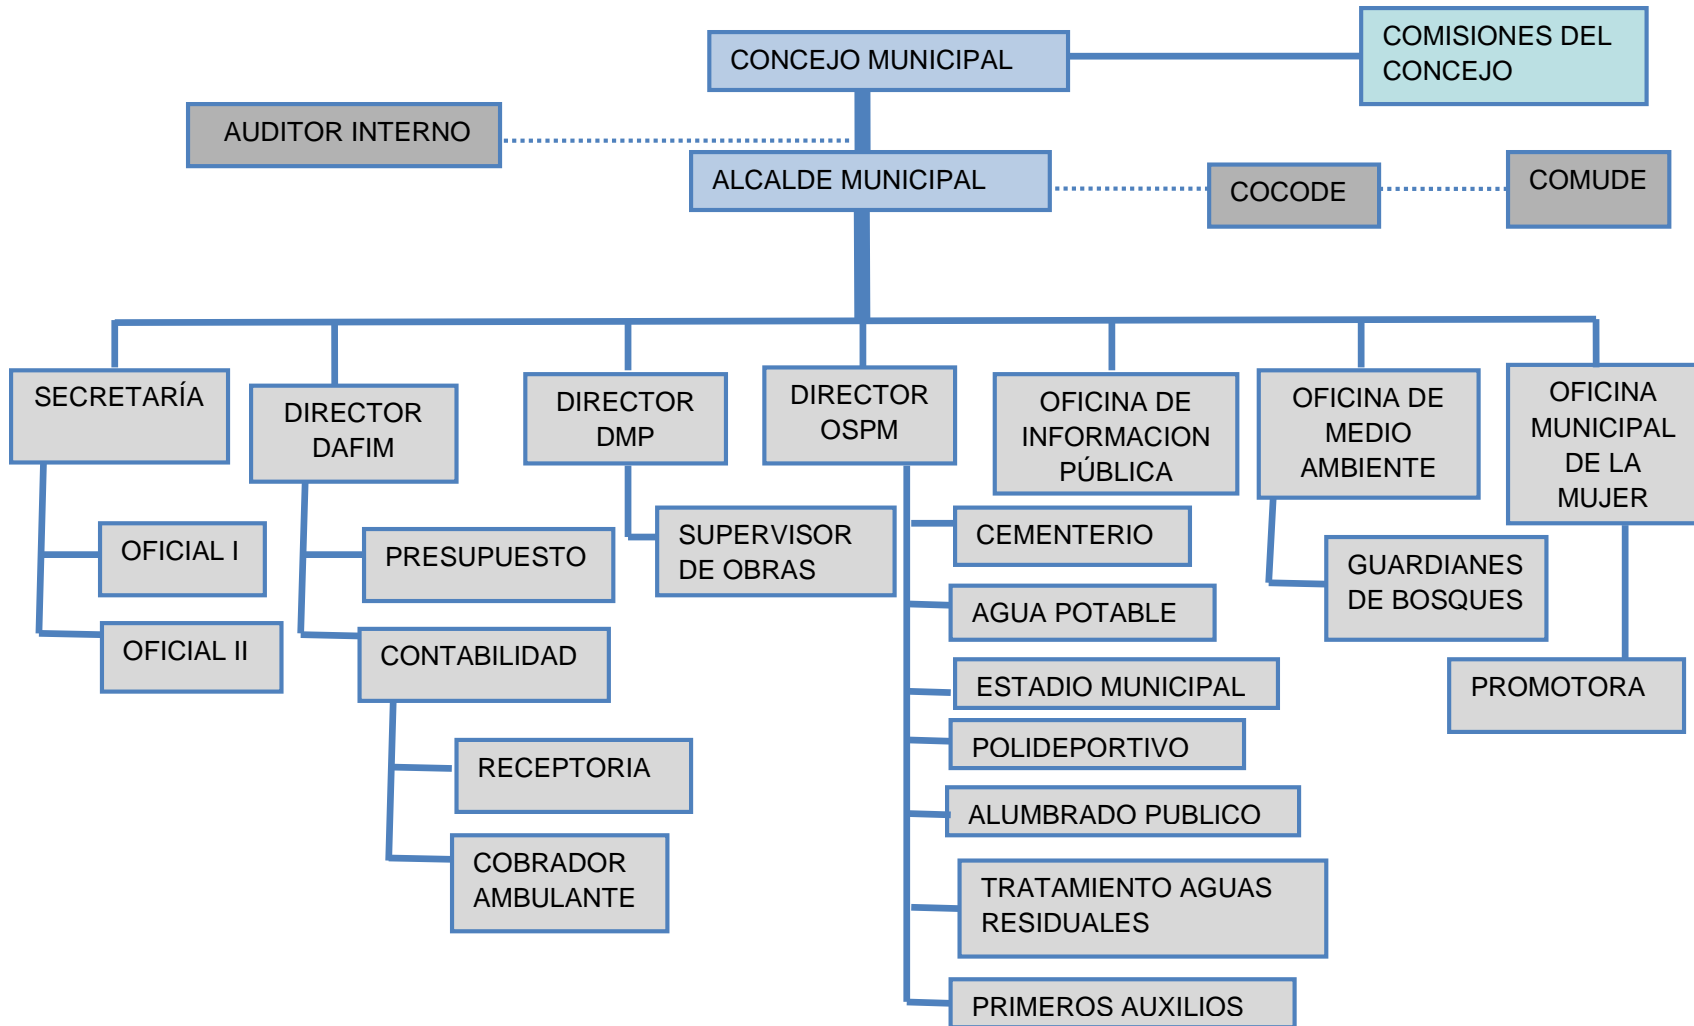 CONCEJO MUNICIPAL
COMISIONES DEL
CONCEJO
AUDITOR INTERNO
ALCALDE MUNICIPAL
COCODE
COMUDE
SECRETARÍA
OFICIAL I
OFICIAL II
DIRECTOR
DAFIM
PRESUPUESTO
CONTABILIDAD
RECEPTORIA
COBRADOR
AMBULANTE
DIRECTOR
DMP
SUPERVISOR
DE OBRAS
DIRECTOR
OSPM
CEMENTERIO
AGUA POTABLE
ESTADIO MUNICIPAL
POLIDEPORTIVO
ALUMBRADO PUBLICO
TRATAMIENTO AGUAS
RESIDUALES
PRIMEROS AUXILIOS
OFICINA DE
INFORMACION
PÚBLICA
OFICINA DE
MEDIO
AMBIENTE
GUARDIANES
DE BOSQUES
OFICINA
MUNICIPAL
DE LA
MUJER
PROMOTORA